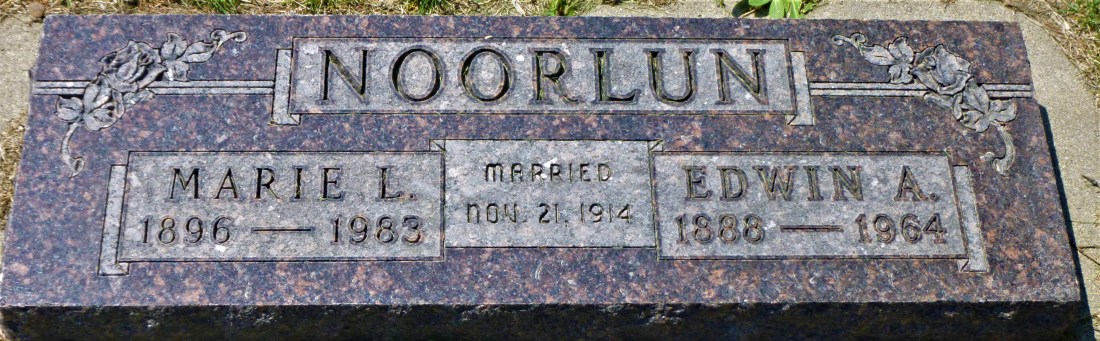 NOORLUN
MARIE L.
1896 — 1983
MARRIED
NOV. 21, 1914
EDWIN A.
1888 — 1964